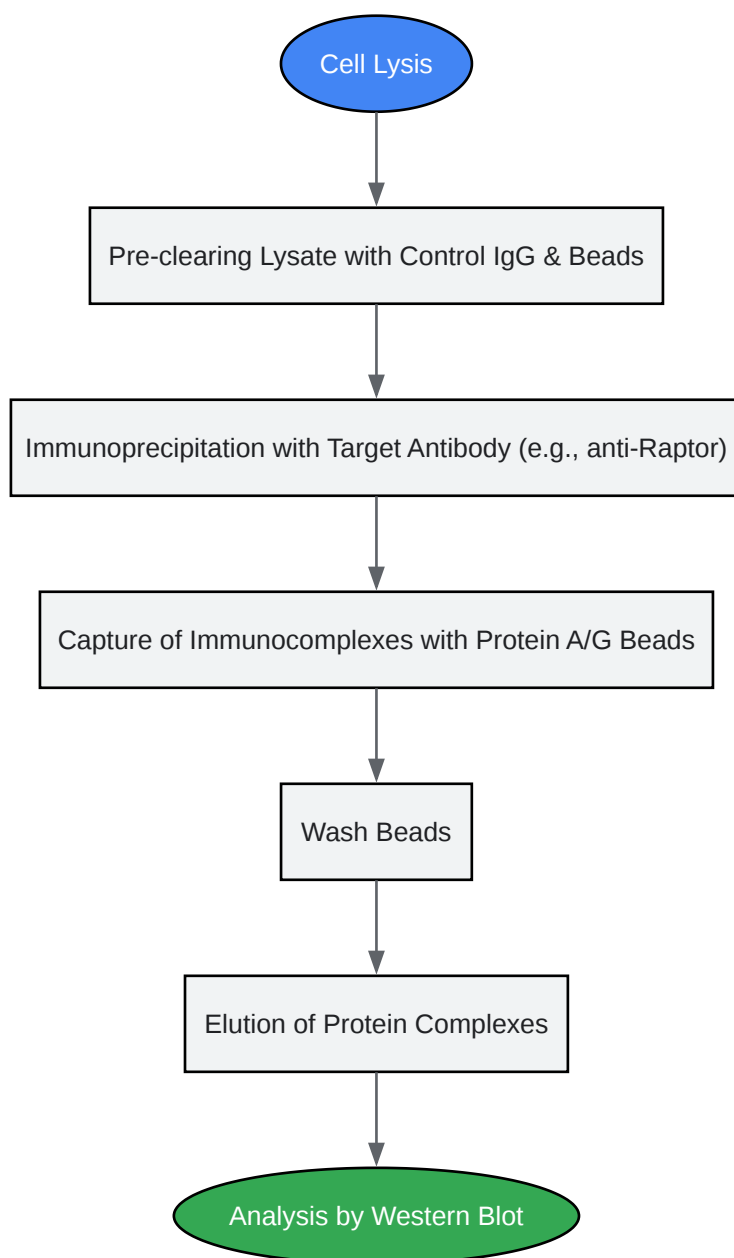 Cell Lysis
Pre-clearing Lysate with Control IgG & Beads
Immunoprecipitation with Target Antibody (e.g., anti-Raptor)
Capture of Immunocomplexes with Protein A/G Beads
Wash Beads
Elution of Protein Complexes
Analysis by Western Blot